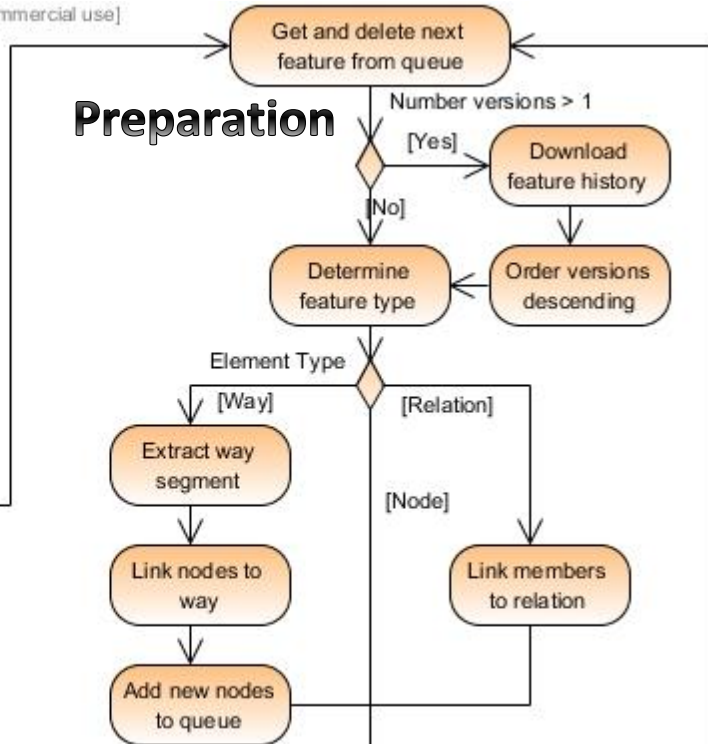 mmercial use]
Get and delete next
feature from queue
Preparation
Number versions > 1
[Yes]
Download
feature history
[No]
Determine
feature type
Order versions
descending
Element Type
[Way]
[Relation]
Extract way
segment
[Node]
Link nodes to
way
Link members
to relation
Add new nodes
to queue